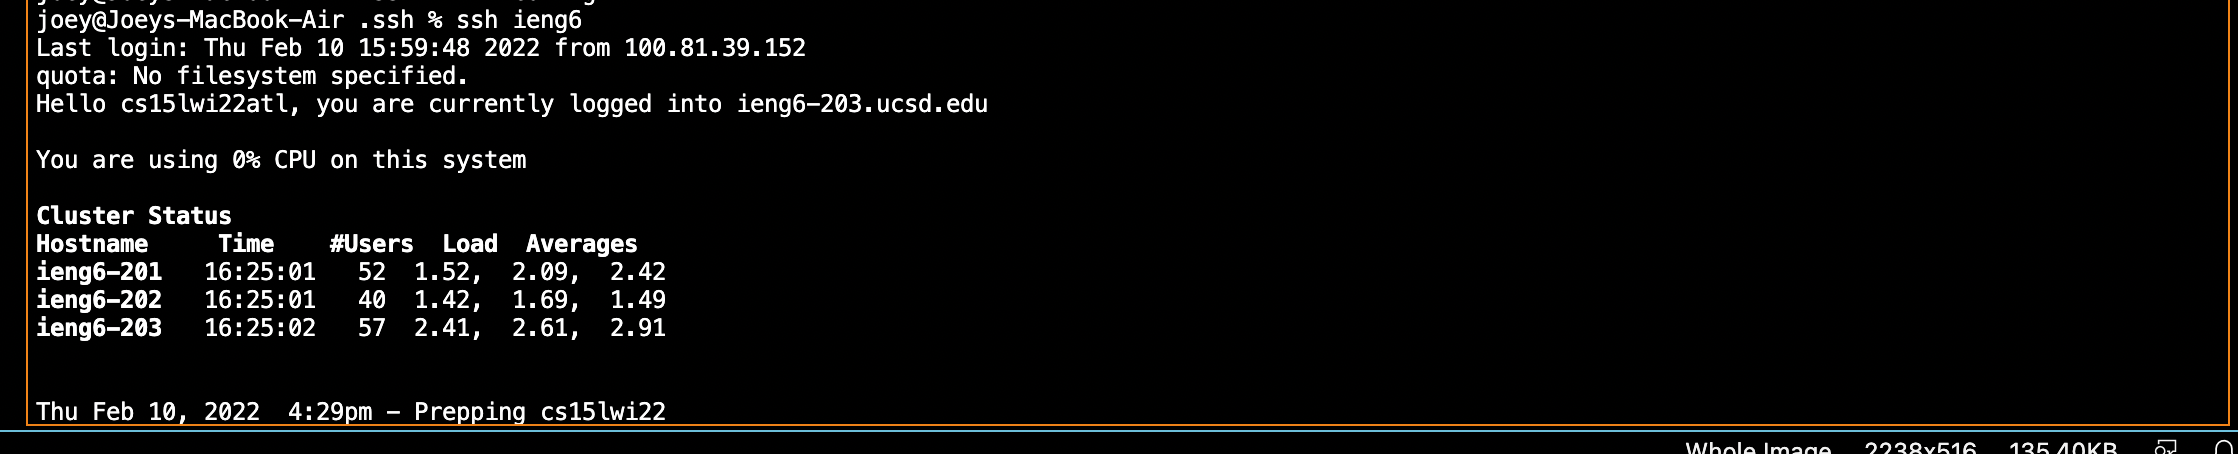 joey@Joeys-MacBook-Air .ssh % ssh ieng6
Last login: Thu Feb 10 15:59:48 2022 from 100.81.39.152
quota: No filesystem specified.
Hello cs15lwi22atl, you are currently logged into ieng6-203.ucsd.edu
You are using 0% CPU on this system
Cluster Status
Hostname     Time    #Users  Load  Averages
ieng6-201   16:25:01   52  1.52,  2.09,  2.42
ieng6-202   16:25:01   40  1.42,  1.69,  1.49
ieng6-203   16:25:02   57  2.41,  2.61,  2.91
Thu Feb 10, 2022  4:29pm - Prepping cs15lwi22
Whole Image 2238x516 135.40KB